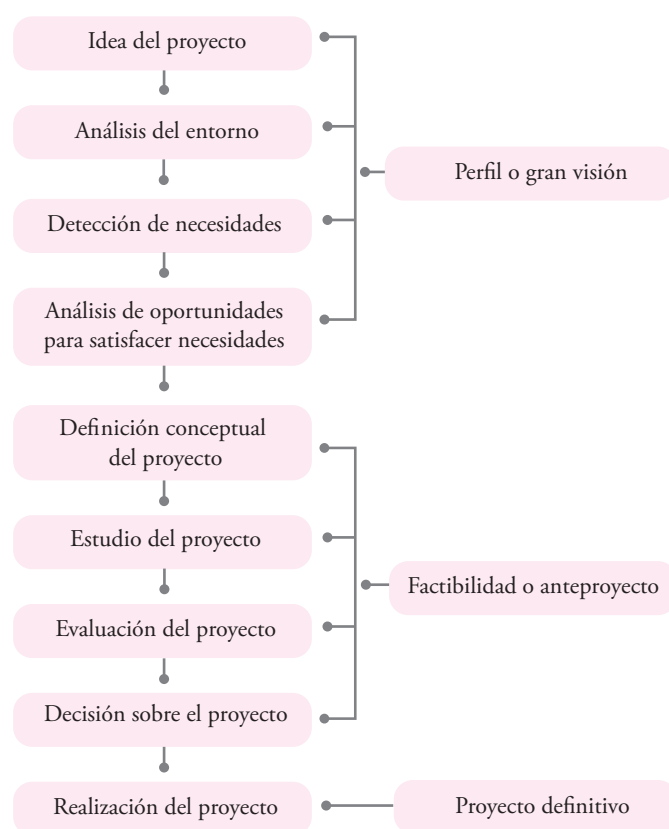 Idea del proyecto
Análisis del entorno
Detección de necesidades
Análisis de oportunidades
para satisfacer necesidades
Perfil o gran visión
Definición conceptual
del proyecto
Estudio del proyecto
Evaluación del proyecto
Decisión sobre el proyecto
Factibilidad o anteproyecto
Realización del proyecto
Proyecto definitivo